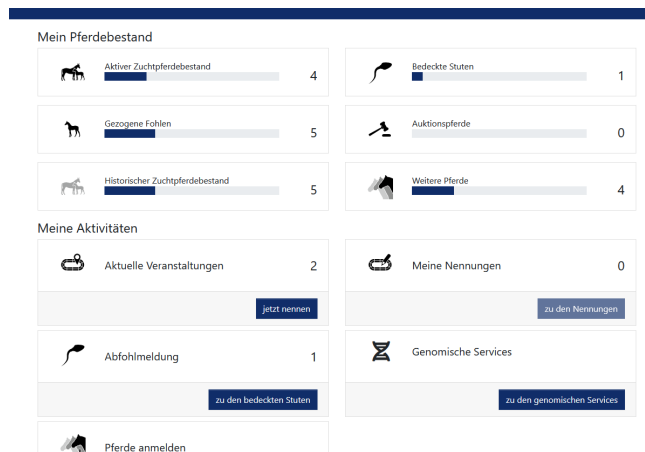 Mein Pferdebestand
Aktiver Zuchtpferdebestand
4
Bedeckte Stuten
1
Gezogene Fohlen
5
Auktionspferde
0
Historischer Zuchtpferdebestand
5
Weitere Pferde
4
Meine Aktivitäten
Aktuelle Veranstaltungen
2
jetzt nennen
Meine Nennungen
0
zu den Nennungen
Abfohlmeldung
1
zu den bedeckten Stuten
Genomische Services
zu den genomischen Services
Pferde anmelden